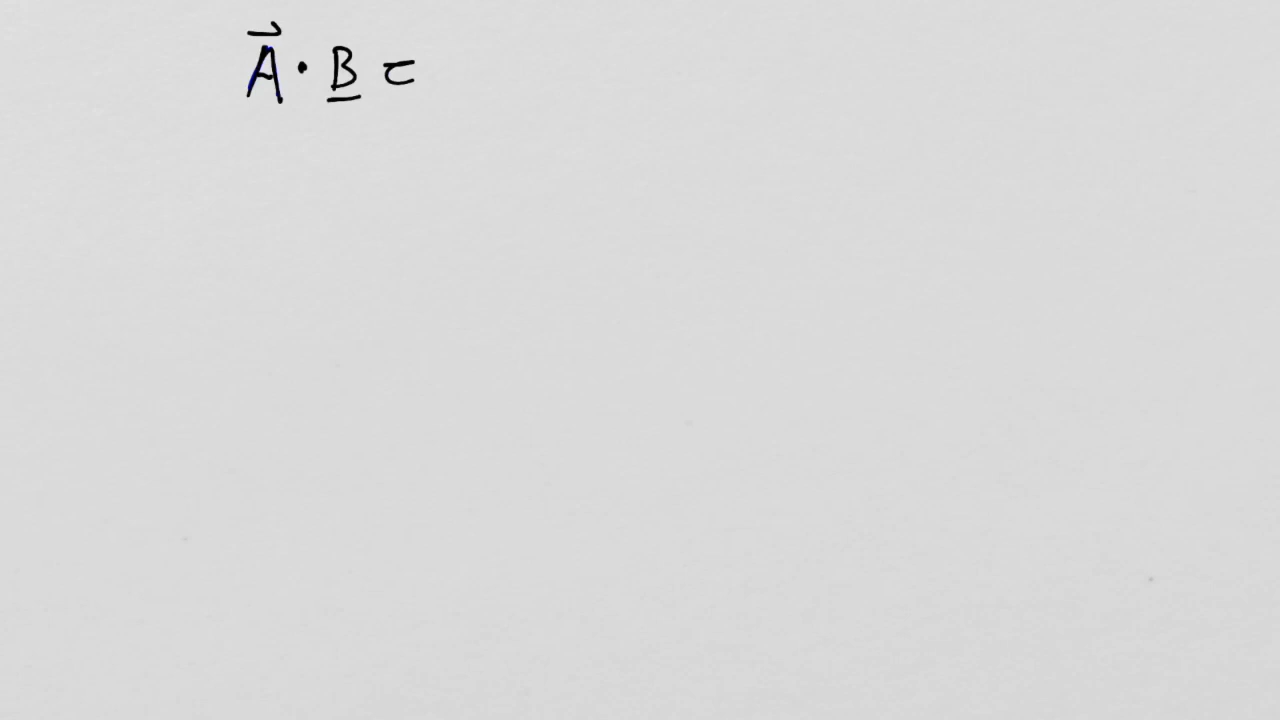 A⃗ · B̲ =